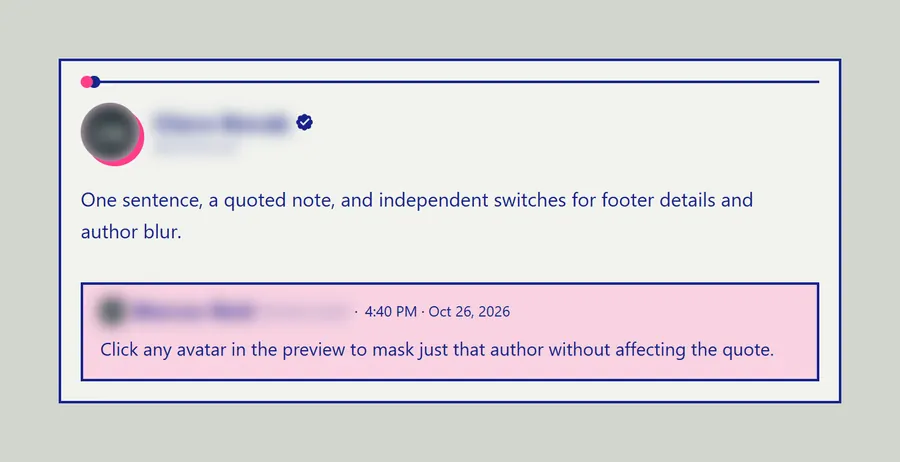 One sentence, a quoted note, and independent switches for footer details and
author blur.
· 4:40 PM · Oct 26, 2026
Click any avatar in the preview to mask just that author without affecting the quote.